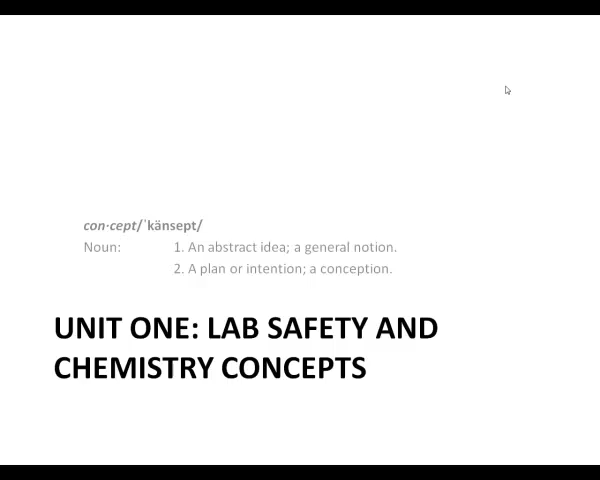 con·cept/ˈkänsept/
Noun: 1. An abstract idea; a general notion.
2. A plan or intention; a conception.
UNIT ONE: LAB SAFETY AND
CHEMISTRY CONCEPTS